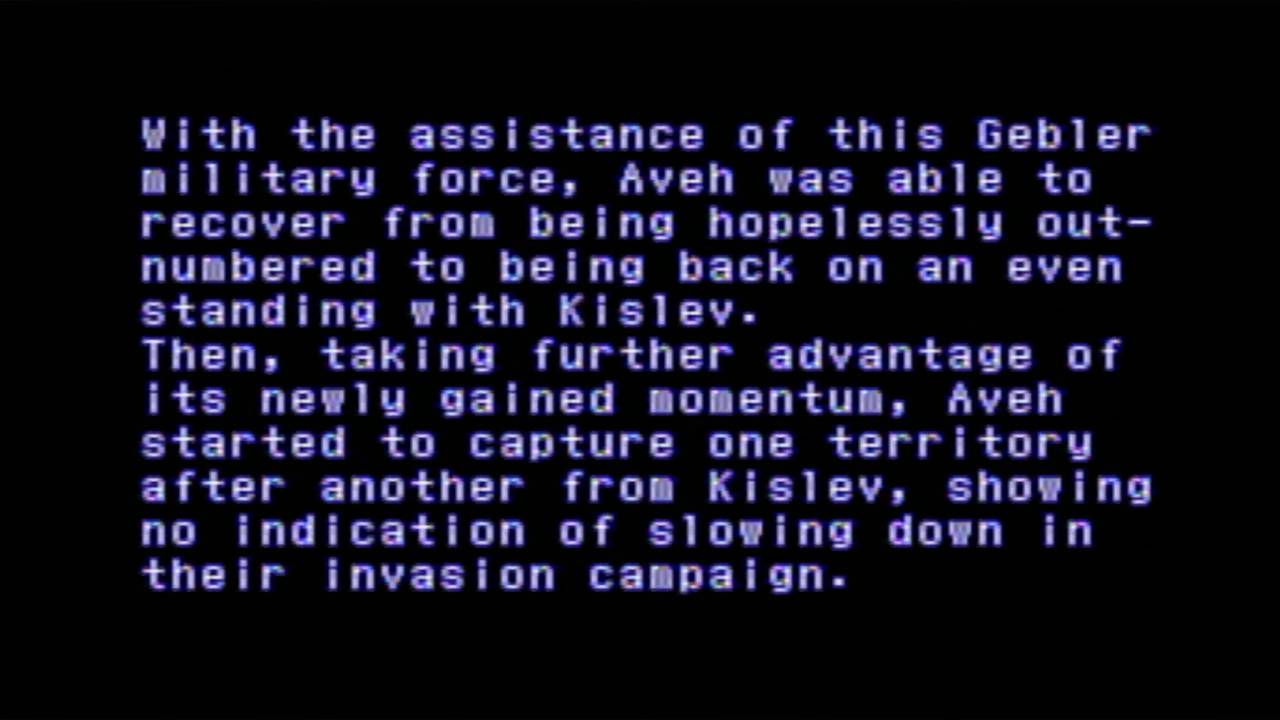 With the assistance of this Gebler
military force, Aveh was able to
recover from being hopelessly out-
numbered to being back on an even
standing with Kislev.
Then, taking further advantage of
its newly gained momentum, Aveh
started to capture one territory
after another from Kislev, showing
no indication of slowing down in
their invasion campaign.